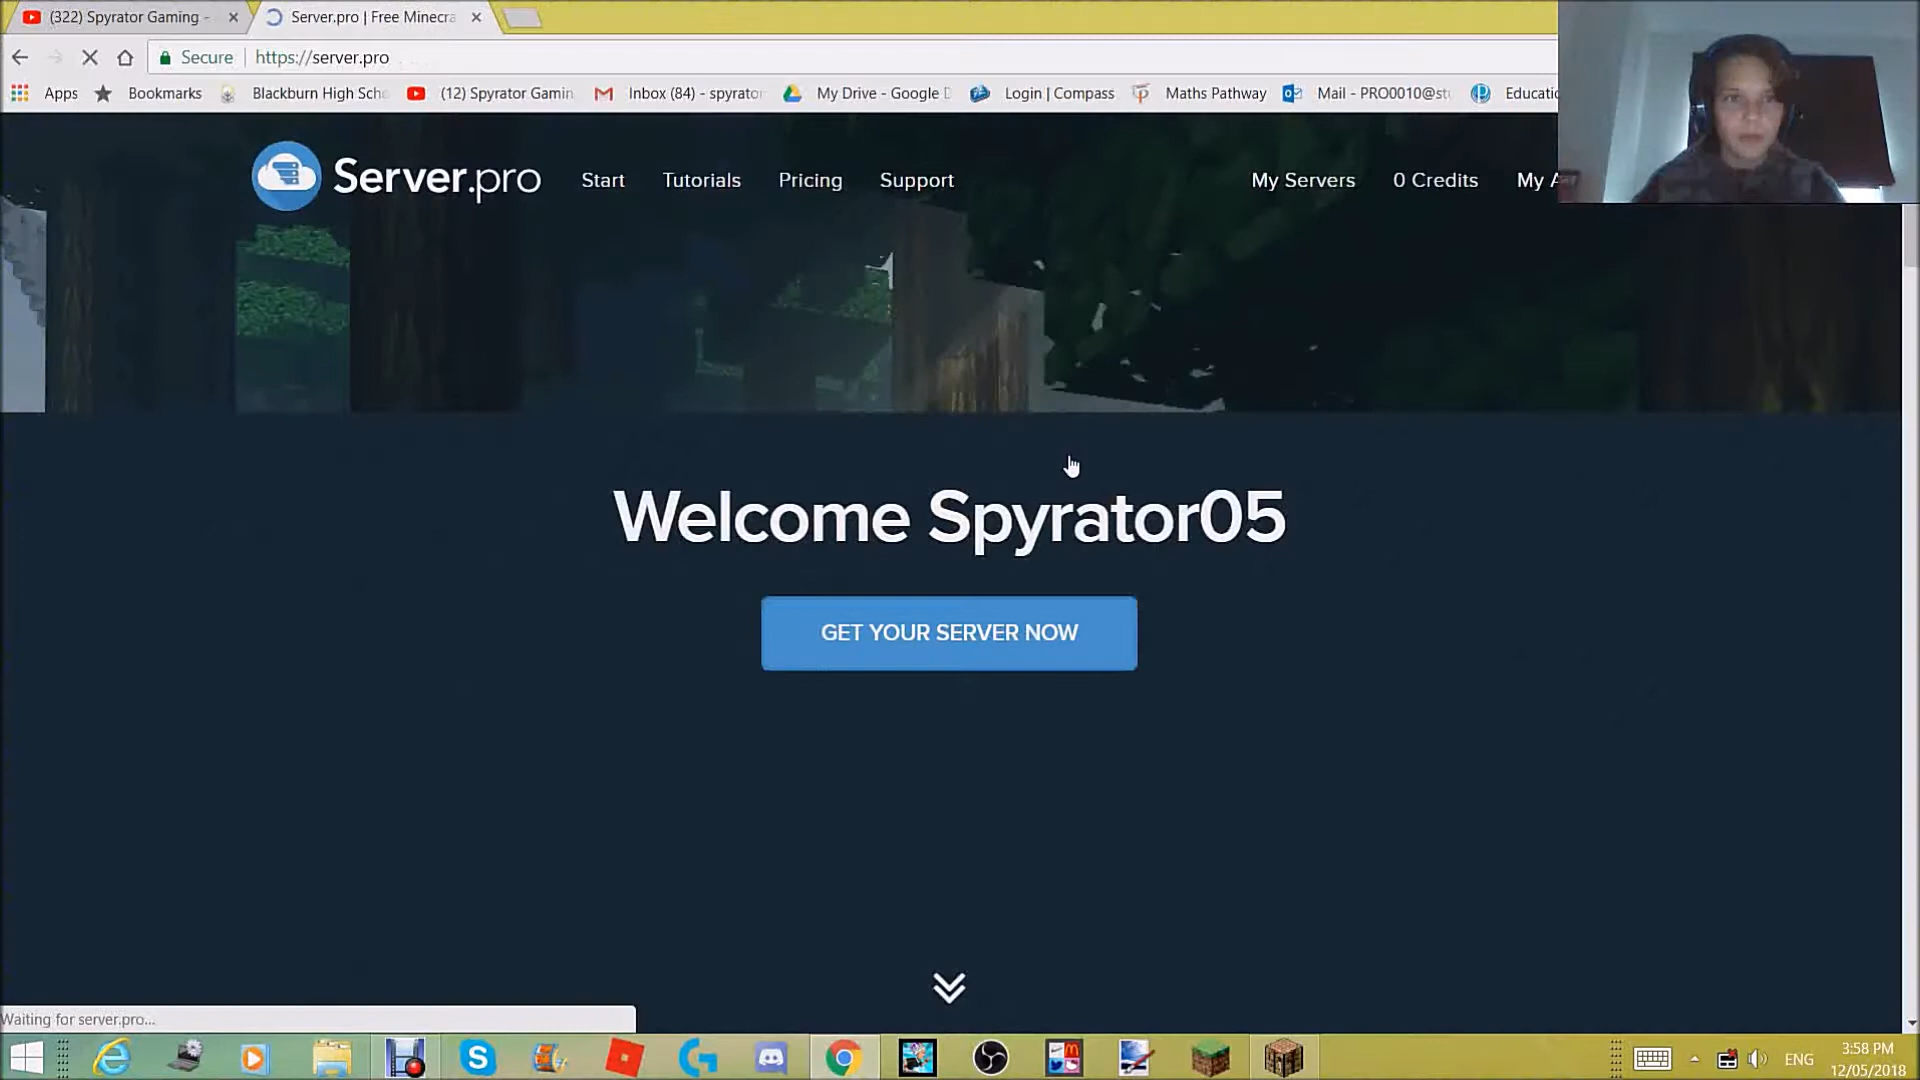 (322) Spyrator Gaming -
Server.pro | Free Minecra
Secure
https://server.pro
Apps
Bookmarks
Blackburn High Scho
(12) Spyrator Gamin
Inbox (84) - spyrator
My Drive - Google D
Login | Compass
Maths Pathway
Mail - PRO0010@stu
Educatio
Server.pro
Start
Tutorials
Pricing
Support
My Servers
0 Credits
My A
Welcome Spyrator05
GET YOUR SERVER NOW
Waiting for server.pro...
ENG
3:58 PM
12/05/2018